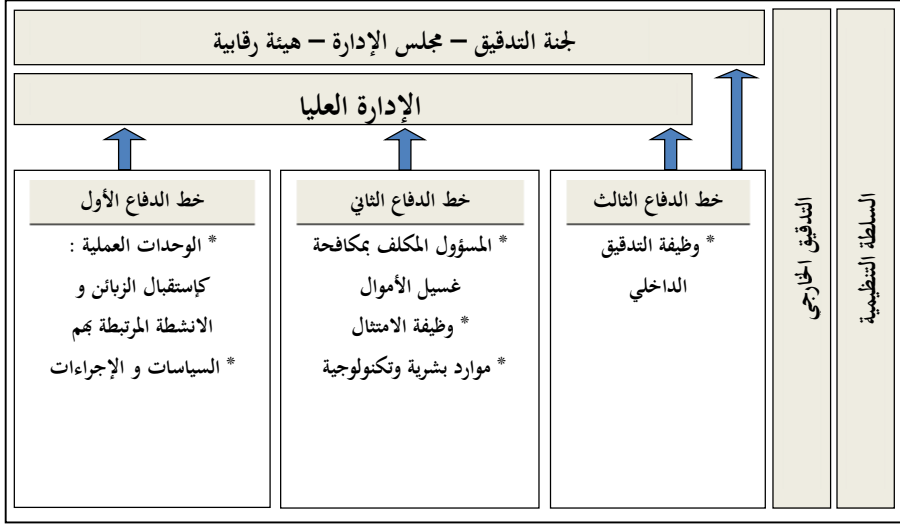 لجنة التدقيق – مجلس الإدارة – هيئة رقابية
الإدارة العليا
خط الدفاع الأول
* الوحدات العملية :
كإستقبال الزبائن و
الانشطة المرتبطة بهم
* السياسات و الإجراءات
خط الدفاع الثاني
* المسؤول المكلف بمكافحة
غسيل الأموال
* وظيفة الامتثال
* موارد بشرية وتكنولوجية
خط الدفاع الثالث
* وظيفة التدقيق
الداخلي
التدقيق الخارجي
السلطة التنظيمية